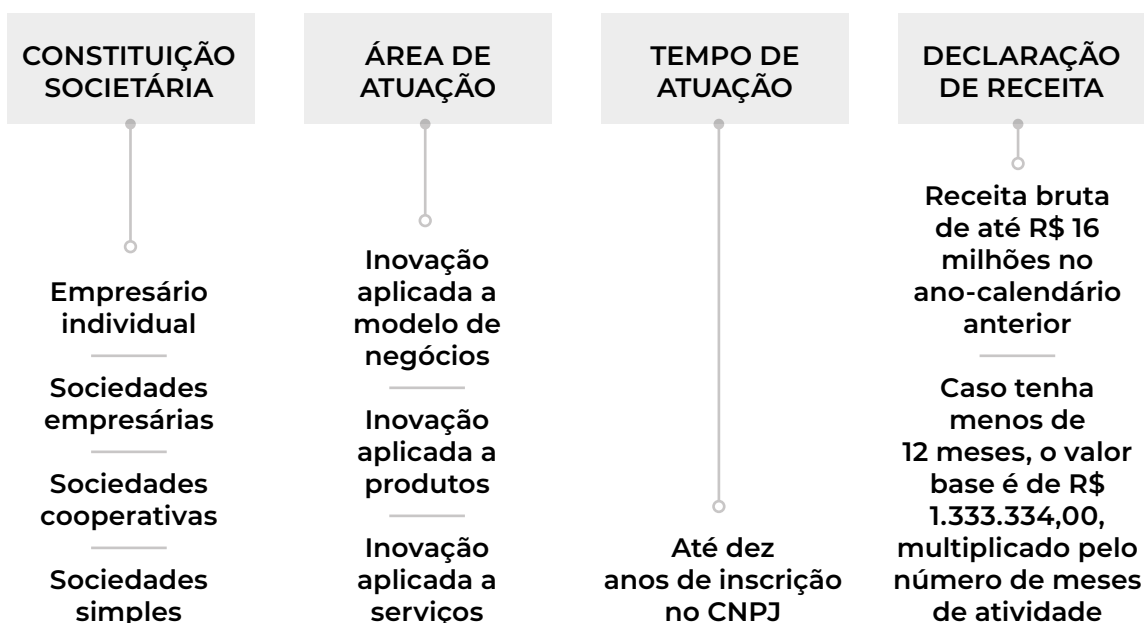 CONSTITUIÇÃO
SOCIETÁRIA
Empresário
individual
Sociedades
empresárias
Sociedades
cooperativas
Sociedades
simples
ÁREA DE
ATUAÇÃO
Inovação
aplicada a
modelo de
negócios
Inovação
aplicada a
produtos
Inovação
aplicada a
serviços
TEMPO DE
ATUAÇÃO
Até dez
anos de inscrição
no CNPJ
DECLARAÇÃO
DE RECEITA
Receita bruta
de até R$ 16
milhões no
ano-calendário
anterior
Caso tenha
menos de
12 meses, o valor
base é de R$
1.333.334,00,
multiplicado pelo
número de meses
de atividade